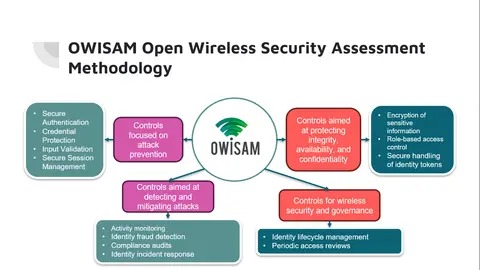 OWISAM Open Wireless Security Assessment
Methodology
• Secure
Authentication
• Credential
Protection
• Input Validation
• Secure Session
Management
Controls
focused on
attack
prevention
OWISAM
Controls aimed
at protecting
integrity,
availability, and
confidentiality
• Encryption of
sensitive
information
• Role-based access
control
• Secure handling
of identity tokens
Controls aimed at
detecting and
mitigating attacks
• Activity monitoring
• Identity fraud detection
• Compliance audits
• Identity incident response
Controls for wireless
security and governance
• Identity lifecycle management
• Periodic access reviews